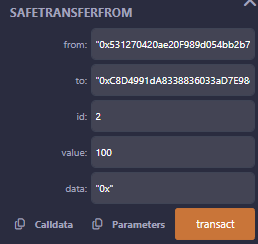 SAFETRANSFERFROM
from: "0x531270420ae20F989d054bb2b7
to: "0xC8D4991dA8338836033aD7E98
id: 2
value: 100
data: "0x"
Calldata Parameters transact